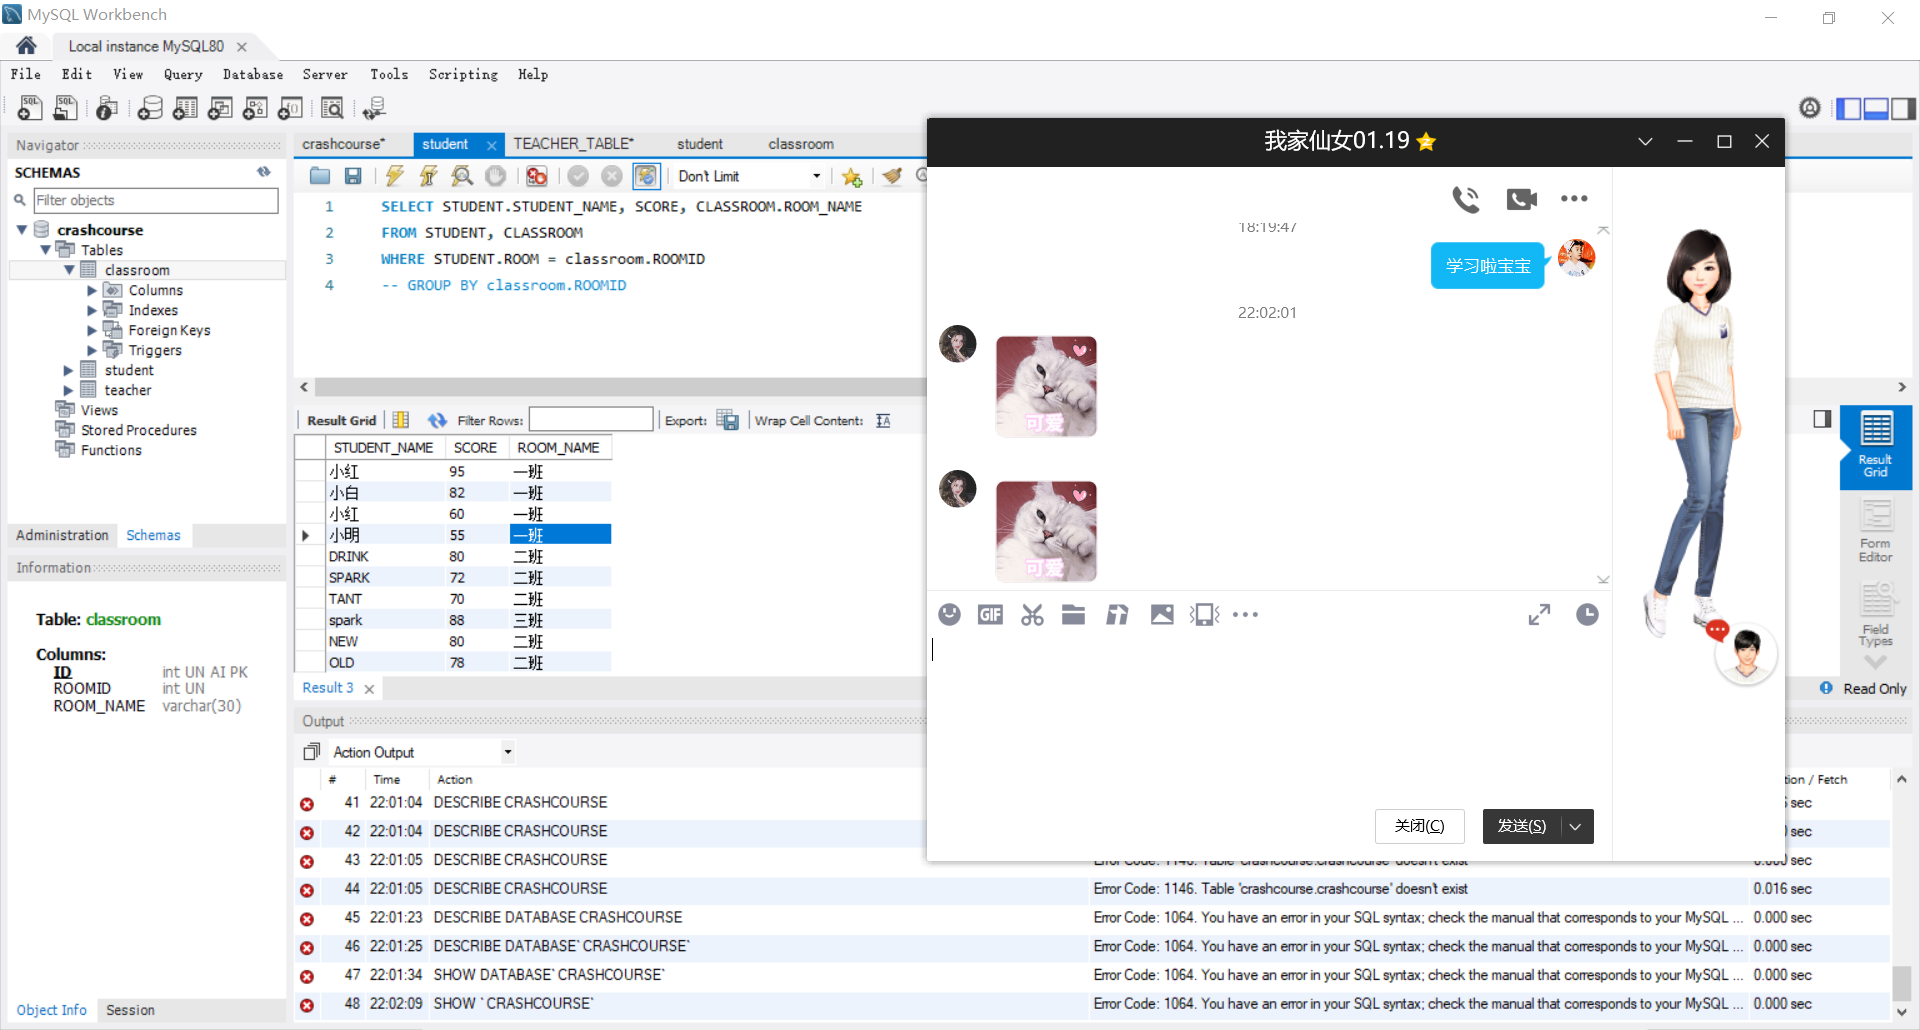 MySQL Workbench
Local instance MySQL80
File Edit View Query Database Server Tools Scripting Help
Navigator
SCHEMAS
Filter objects
crashcourse
Tables
classroom
Columns
Indexes
Foreign Keys
Triggers
student
teacher
Views
Stored Procedures
Functions
Administration Schemas
Information
Table: classroom
Columns:
ID int UN AI PK
ROOMID int UN
ROOM_NAME varchar(30)
Object Info Session
crashcourse* student TEACHER_TABLE* student classroom
Don't Limit
1 SELECT STUDENT.STUDENT_NAME, SCORE, CLASSROOM.ROOM_NAME
2 FROM STUDENT, CLASSROOM
3 WHERE STUDENT.ROOM = classroom.ROOMID
4 -- GROUP BY classroom.ROOMID
Result Grid Filter Rows: Export: Wrap Cell Content:
STUDENT_NAME SCORE ROOM_NAME
小红 95 一班
小白 82 一班
小红 60 一班
小明 55 一班
DRINK 80 二班
SPARK 72 二班
TANT 70 二班
spark 88 三班
NEW 80 二班
OLD 78 二班
Result 3
Result Grid
Form Editor
Field Types
Read Only
Output
Action Output
# Time Action tion / Fetch
41 22:01:04 DESCRIBE CRASHCOURSE sec
42 22:01:04 DESCRIBE CRASHCOURSE sec
43 22:01:05 DESCRIBE CRASHCOURSE Error Code: 1146. Table 'crashcourse.crashcourse' doesn't exist 0.000 sec
44 22:01:05 DESCRIBE CRASHCOURSE Error Code: 1146. Table 'crashcourse.crashcourse' doesn't exist 0.016 sec
45 22:01:23 DESCRIBE DATABASE CRASHCOURSE Error Code: 1064. You have an error in your SQL syntax; check the manual that corresponds to your MySQL ... 0.000 sec
46 22:01:25 DESCRIBE DATABASE`CRASHCOURSE` Error Code: 1064. You have an error in your SQL syntax; check the manual that corresponds to your MySQL ... 0.000 sec
47 22:01:34 SHOW DATABASE`CRASHCOURSE` Error Code: 1064. You have an error in your SQL syntax; check the manual that corresponds to your MySQL ... 0.000 sec
48 22:02:09 SHOW `CRASHCOURSE` Error Code: 1064. You have an error in your SQL syntax; check the manual that corresponds to your MySQL ... 0.000 sec
我家仙女01.19
18:19:47
学习啦宝宝
22:02:01
可爱
可爱
GIF
关闭(C) 发送(S)